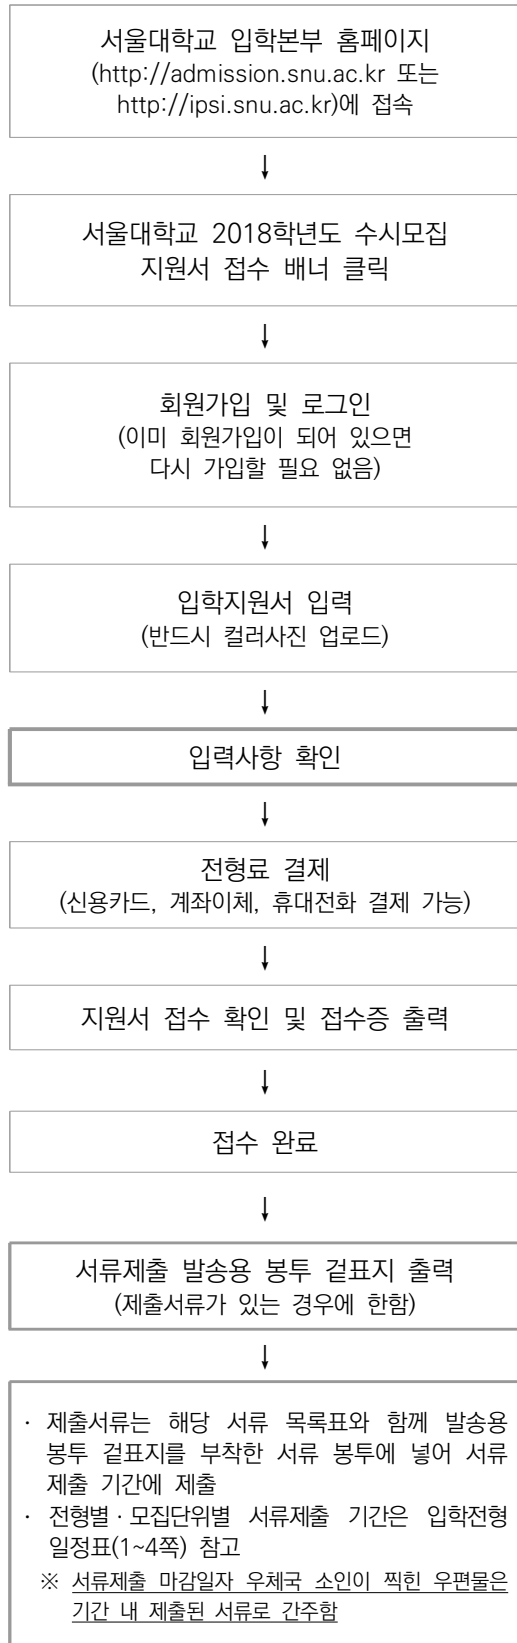 서울대학교 입학본부 홈페이지
(http://admission.snu.ac.kr 또는
http://ipsi.snu.ac.kr)에 접속
↓
서울대학교 2018학년도 수시모집
지원서 접수 배너 클릭
↓
회원가입 및 로그인
(이미 회원가입이 되어 있으면
다시 가입할 필요 없음)
↓
입학지원서 입력
(반드시 컬러사진 업로드)
↓
입력사항 확인
↓
전형료 결제
(신용카드, 계좌이체, 휴대전화 결제 가능)
↓
지원서 접수 확인 및 접수증 출력
↓
접수 완료
↓
서류제출 발송용 봉투 겉표지 출력
(제출서류가 있는 경우에 한함)
↓
· 제출서류는 해당 서류 목록표와 함께 발송용
봉투 겉표지를 부착한 서류 봉투에 넣어 서류
제출 기간에 제출
· 전형별·모집단위별 서류제출 기간은 입학전형
일정표(1~4쪽) 참고
※ 서류제출 마감일자 우체국 소인이 찍힌 우편물은
기간 내 제출된 서류로 간주함